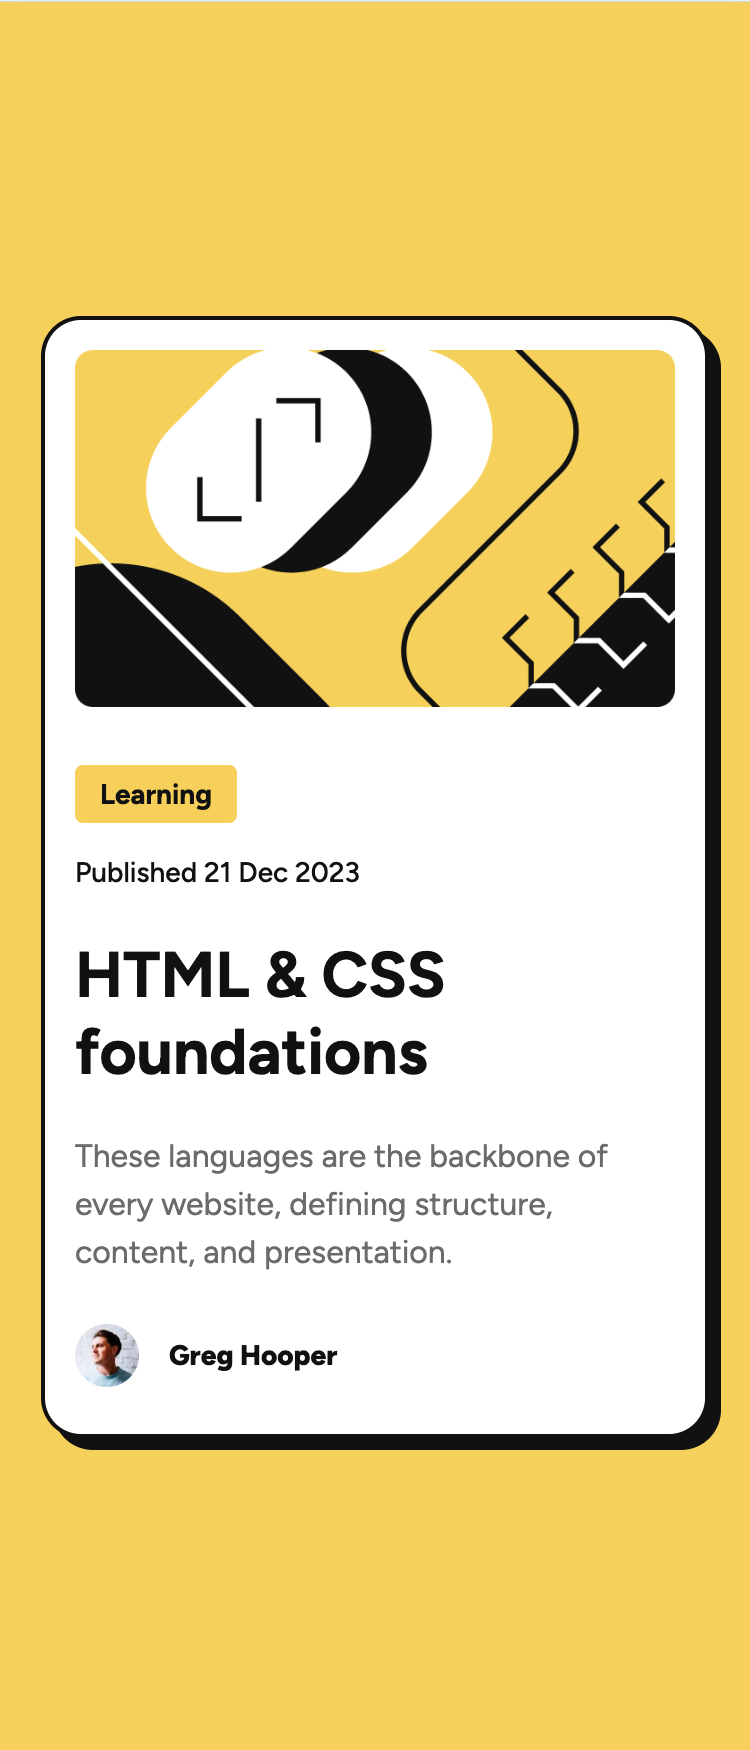 Learning
Published 21 Dec 2023
HTML & CSS
foundations
These languages are the backbone of
every website, defining structure,
content, and presentation.
Greg Hooper